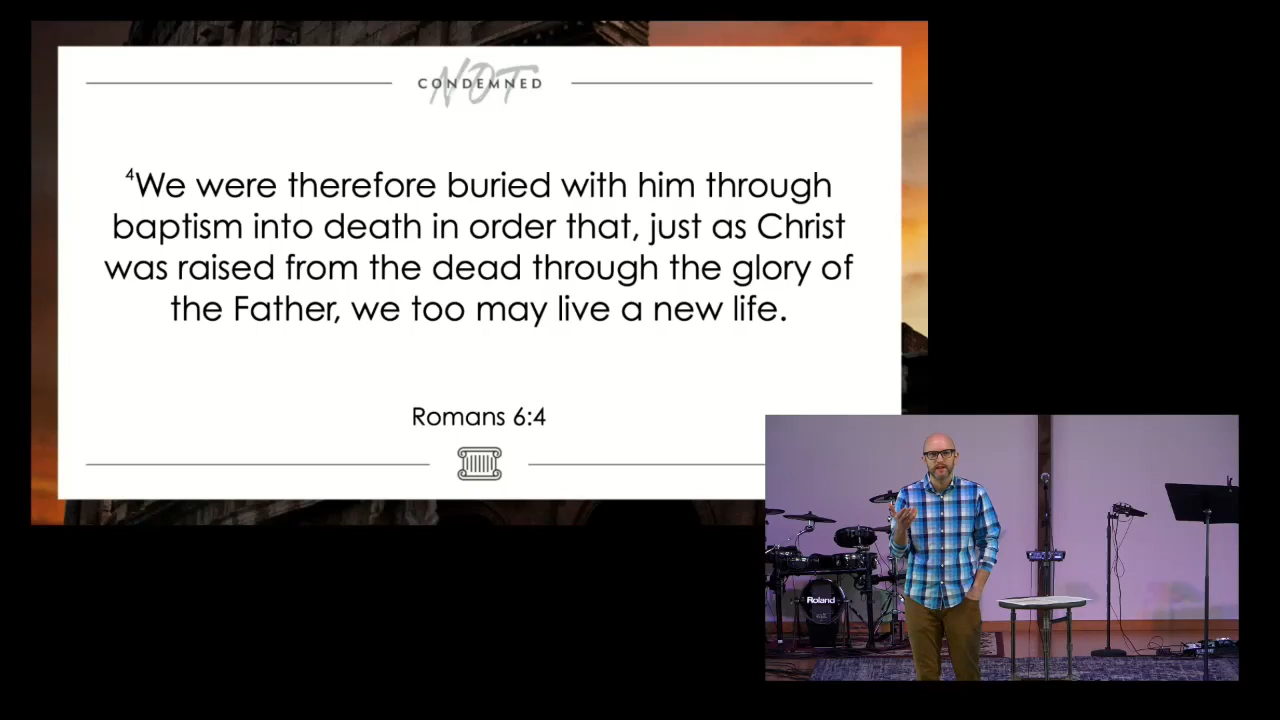 NOT
CONDEMNED
⁴We were therefore buried with him through
baptism into death in order that, just as Christ
was raised from the dead through the glory of
the Father, we too may live a new life.
Romans 6:4
Roland